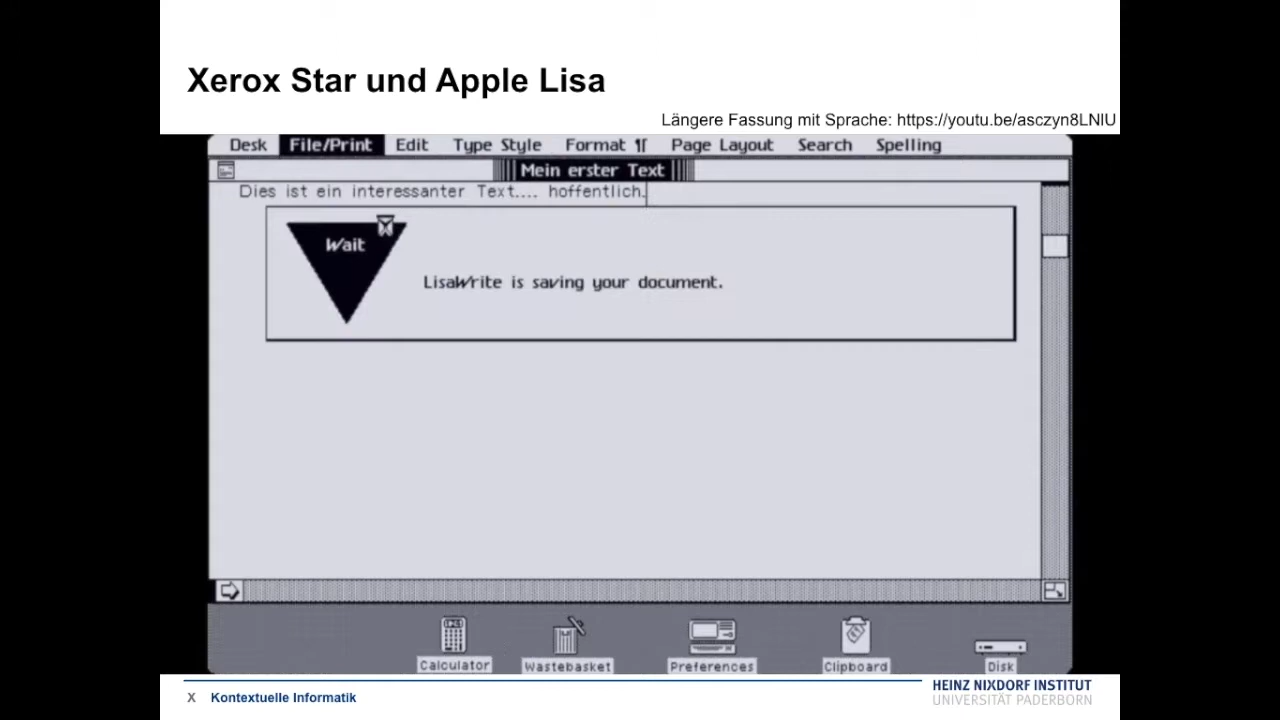 Xerox Star und Apple Lisa
Längere Fassung mit Sprache: https://youtu.be/asczyn8LNlU
Desk File/Print Edit Type Style Format ¶ Page Layout Search Spelling
Mein erster Text
Dies ist ein interessanter Text.... hoffentlich.
Wait
LisaWrite is saving your document.
Calculator Wastebasket Preferences Clipboard Disk
X Kontextuelle Informatik
HEINZ NIXDORF INSTITUT
UNIVERSITÄT PADERBORN